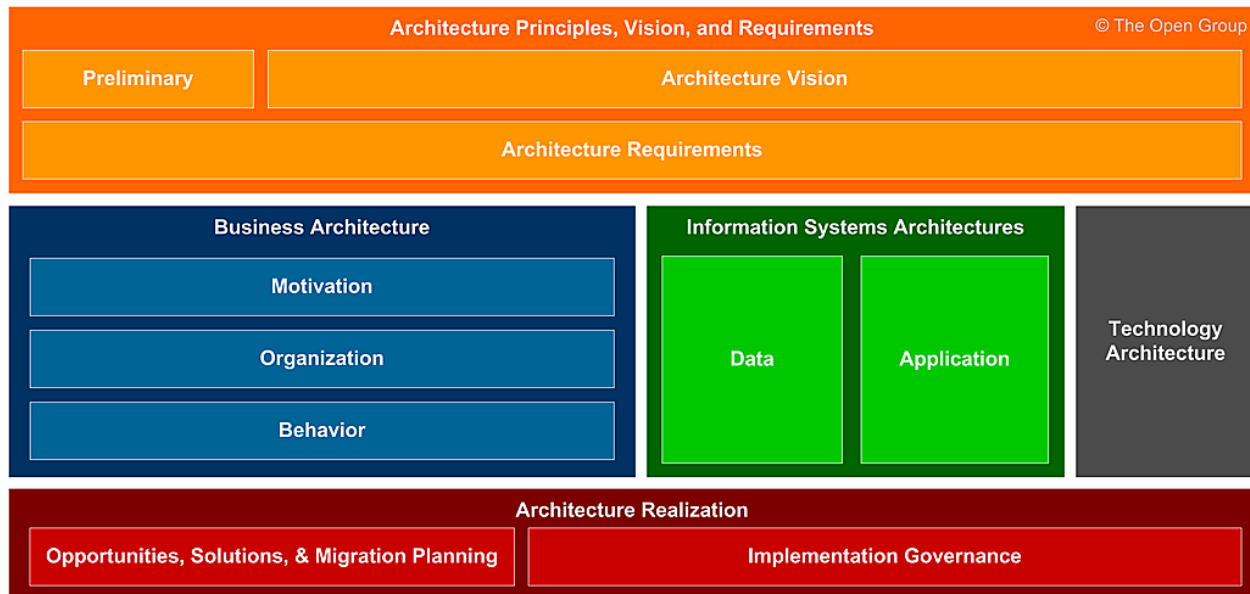 Architecture Principles, Vision, and Requirements
© The Open Group
Preliminary
Architecture Vision
Architecture Requirements
Business Architecture
Motivation
Organization
Behavior
Information Systems Architectures
Data
Application
Technology
Architecture
Architecture Realization
Opportunities, Solutions, & Migration Planning
Implementation Governance